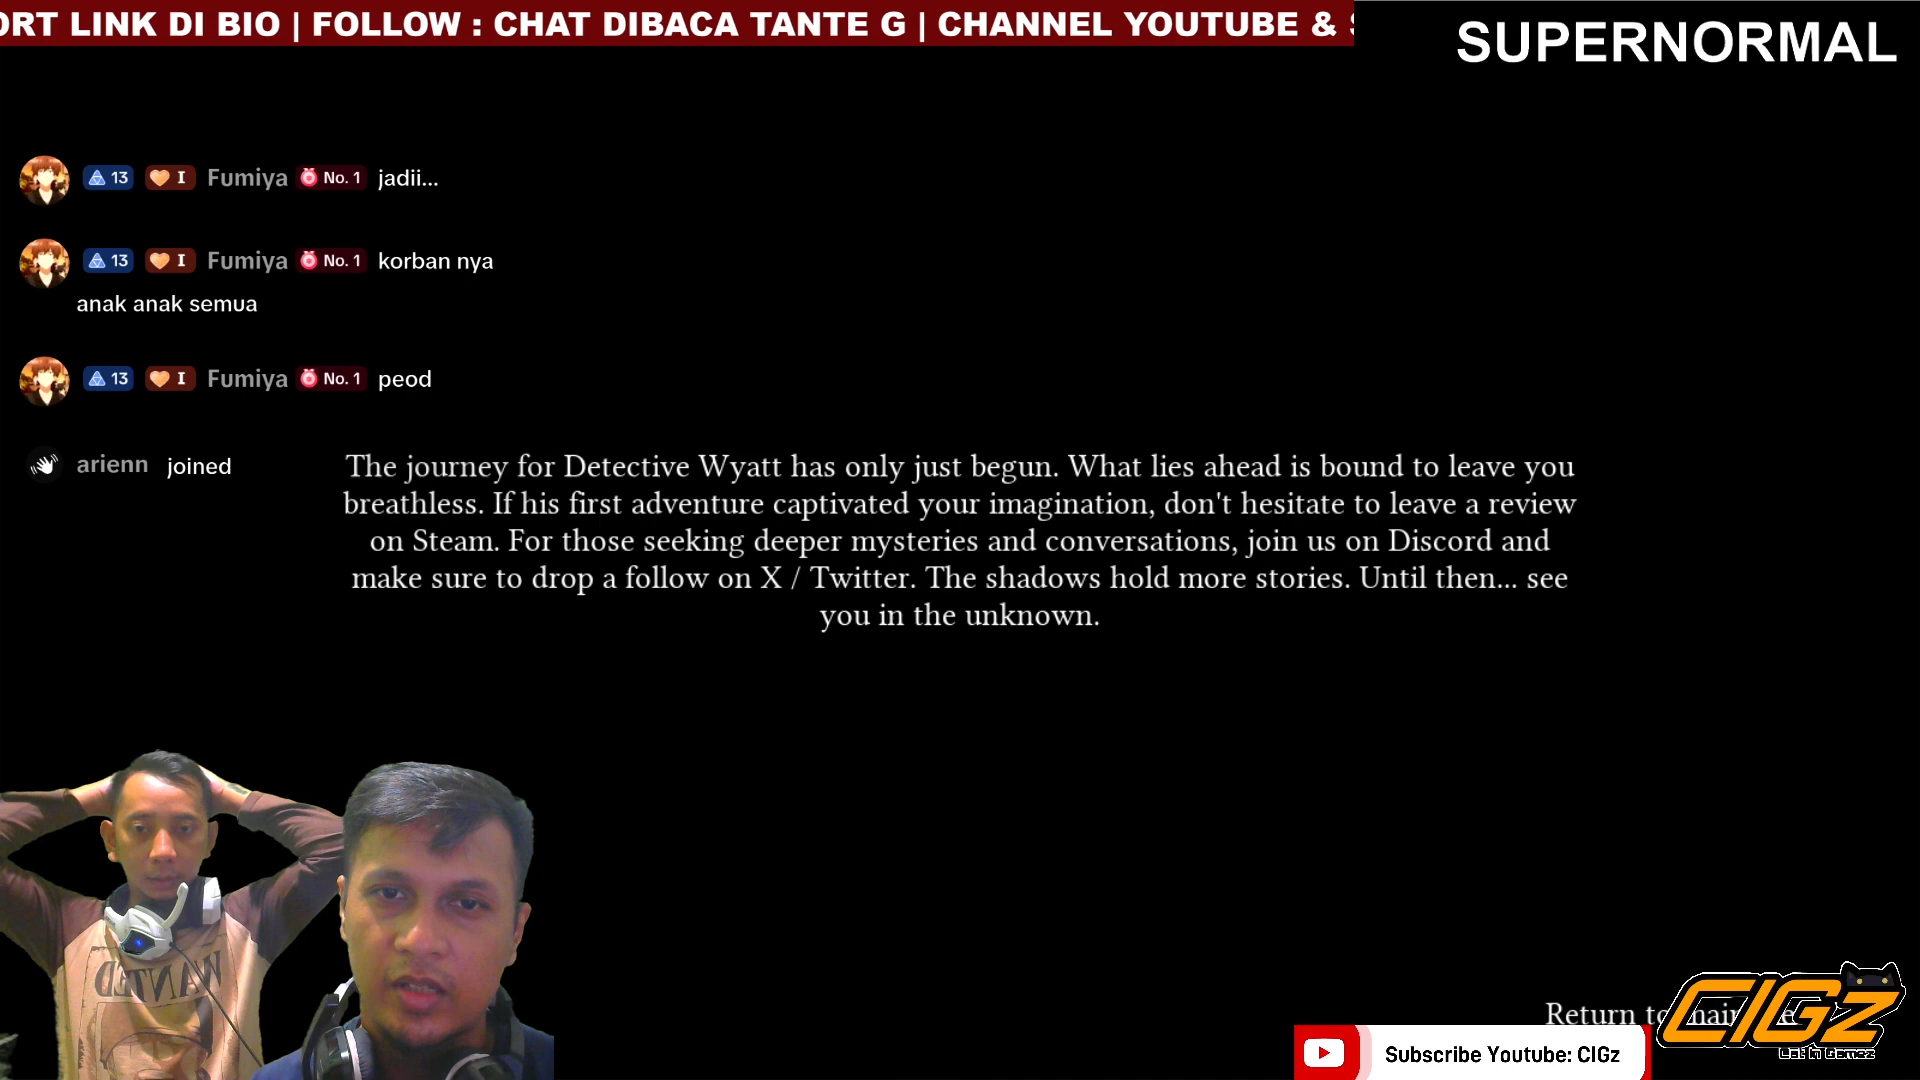 ORT LINK DI BIO | FOLLOW : CHAT DIBACA TANTE G | CHANNEL YOUTUBE &
SUPERNORMAL
13 I Fumiya No. 1 jadii...
13 I Fumiya No. 1 korban nya
anak anak semua
13 I Fumiya No. 1 peod
arienn joined
The journey for Detective Wyatt has only just begun. What lies ahead is bound to leave you
breathless. If his first adventure captivated your imagination, don't hesitate to leave a review
on Steam. For those seeking deeper mysteries and conversations, join us on Discord and
make sure to drop a follow on X / Twitter. The shadows hold more stories. Until then... see
you in the unknown.
WANTED
Return to
CIGz
Cat in Gamez
Subscribe Youtube: CIGz